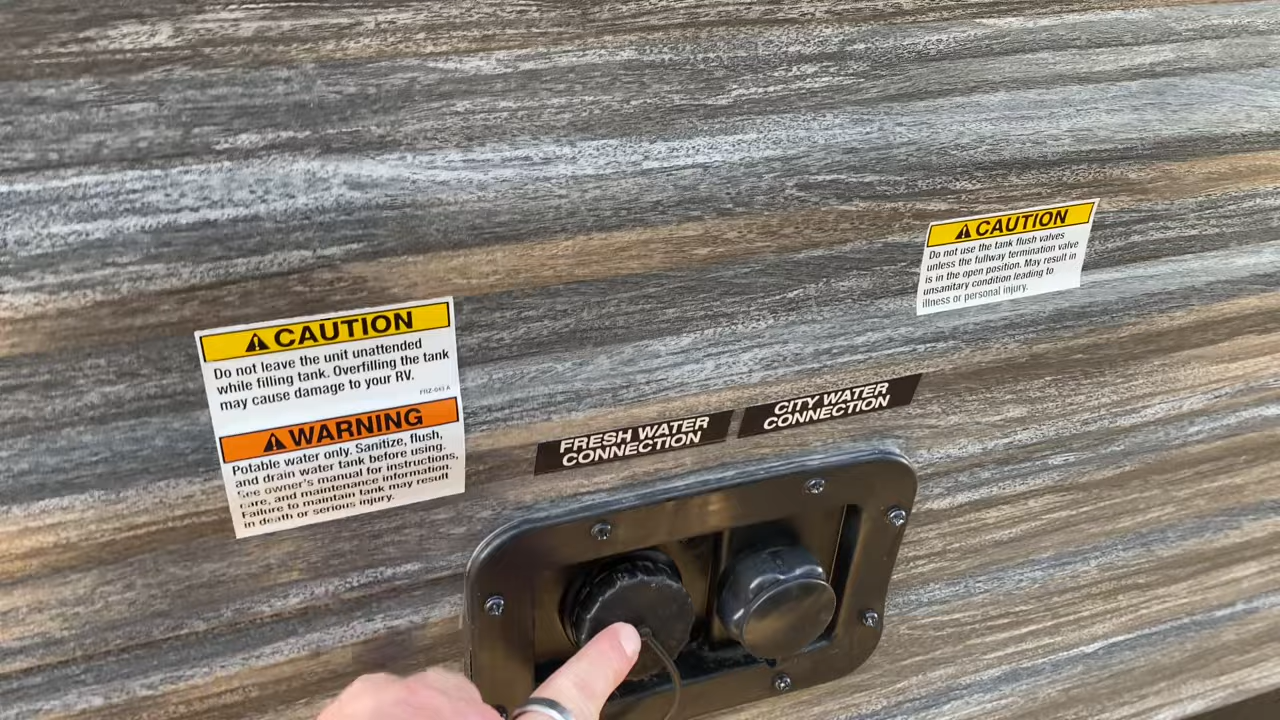 CAUTION
Do not leave the unit unattended
while filling tank. Overfilling the tank
may cause damage to your RV.
FRZ-043 A
WARNING
Potable water only. Sanitize, flush,
and drain water tank before using.
See owner's manual for instructions,
care, and maintenance information.
Failure to maintain tank may result
in death or serious injury.
FRESH WATER
CONNECTION
CITY WATER
CONNECTION
CAUTION
Do not use the tank flush valves
unless the fullway termination valve
is in the open position. May result in
unsanitary condition leading to
illness or personal injury.